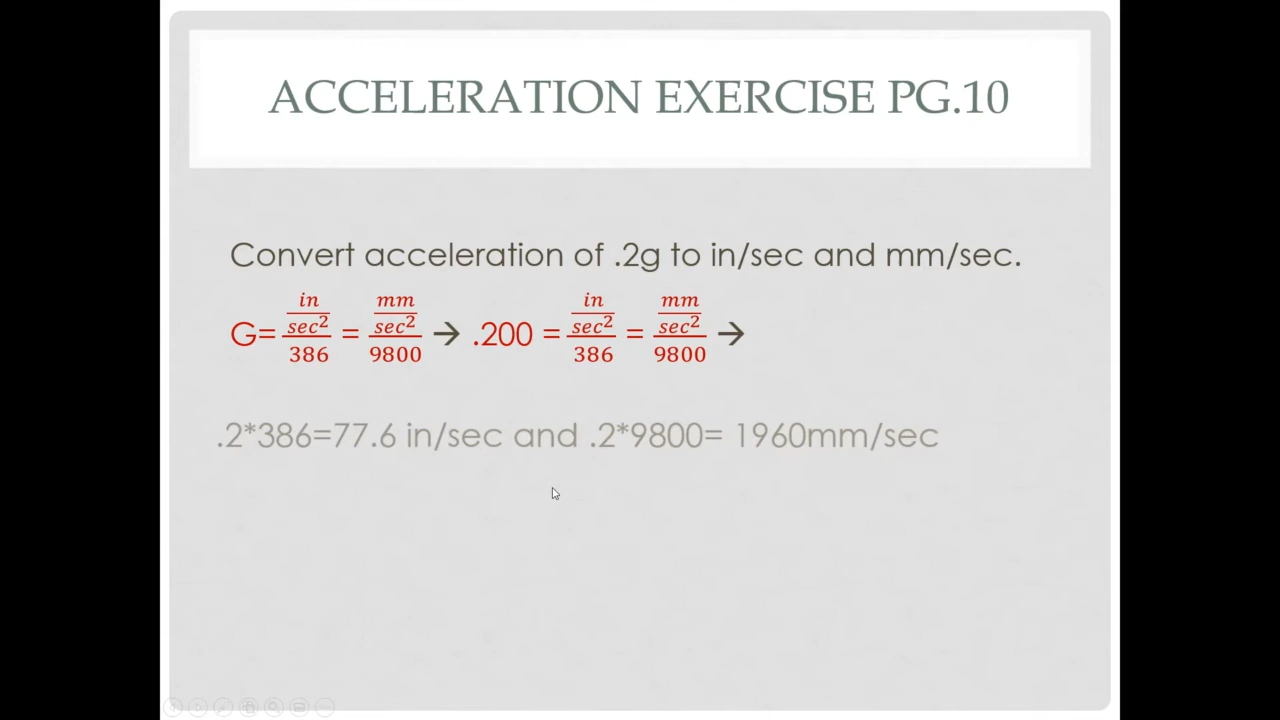 ACCELERATION EXERCISE PG.10
Convert acceleration of .2g to in/sec and mm/sec.
G= (in/sec²)/386 = (mm/sec²)/9800 → .200 = (in/sec²)/386 = (mm/sec²)/9800 →
.2*386=77.6 in/sec and .2*9800= 1960mm/sec